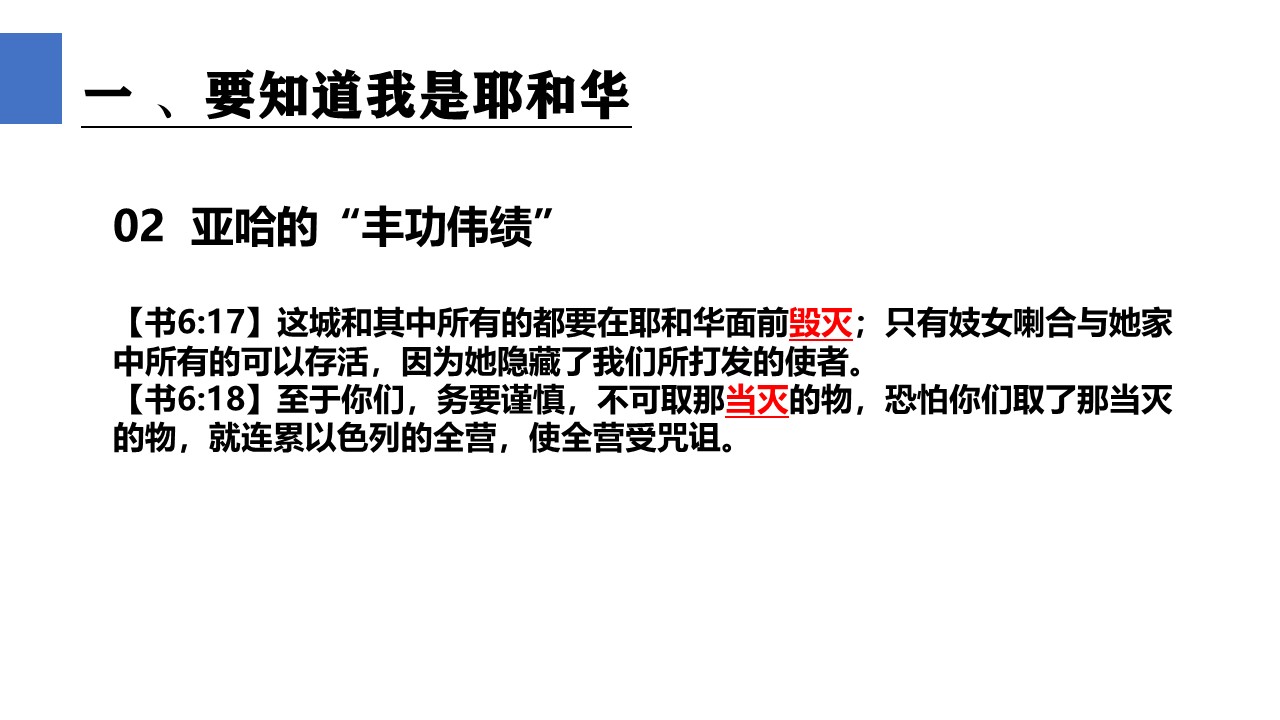 一 、要知道我是耶和华
02 亚哈的“丰功伟绩”
【书6:17】这城和其中所有的都要在耶和华面前毁灭；只有妓女喇合与她家
中所有的可以存活，因为她隐藏了我们所打发的使者。
【书6:18】至于你们，务要谨慎，不可取那当灭的物，恐怕你们取了那当灭
的物，就连累以色列的全营，使全营受咒诅。